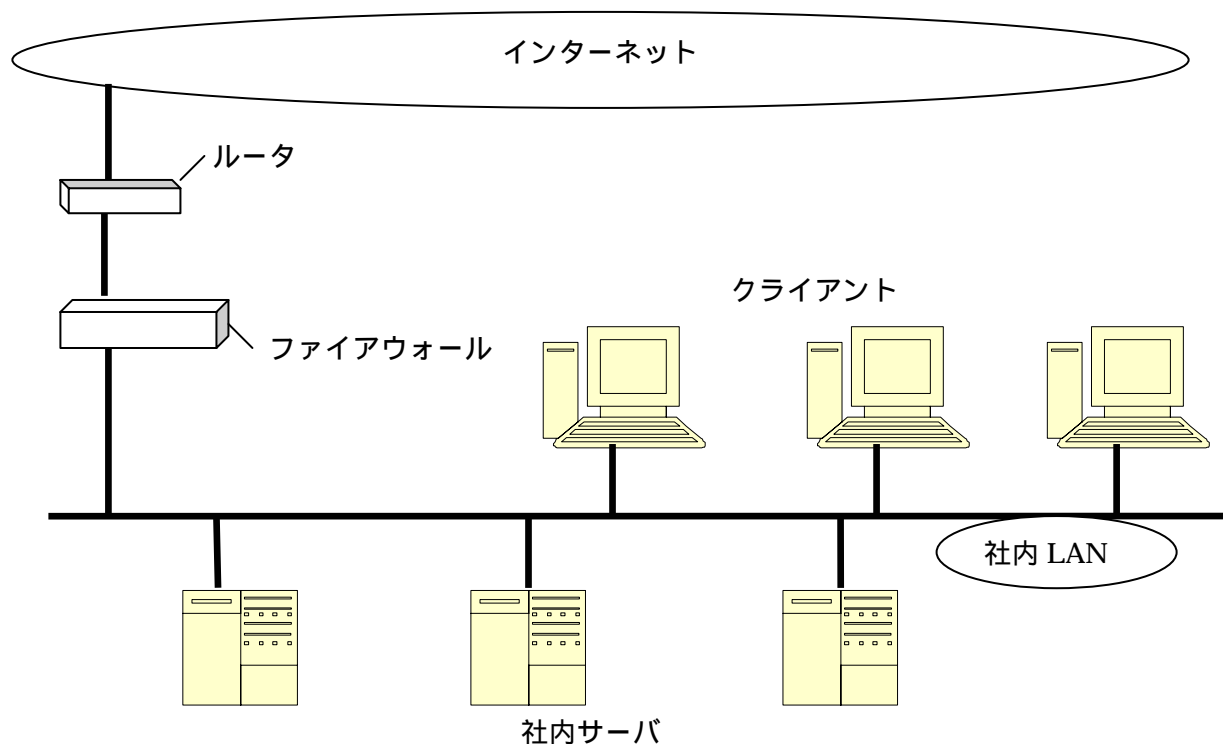 インターネット
ルータ
クライアント
ファイアウォール
社内 LAN
社内サーバ